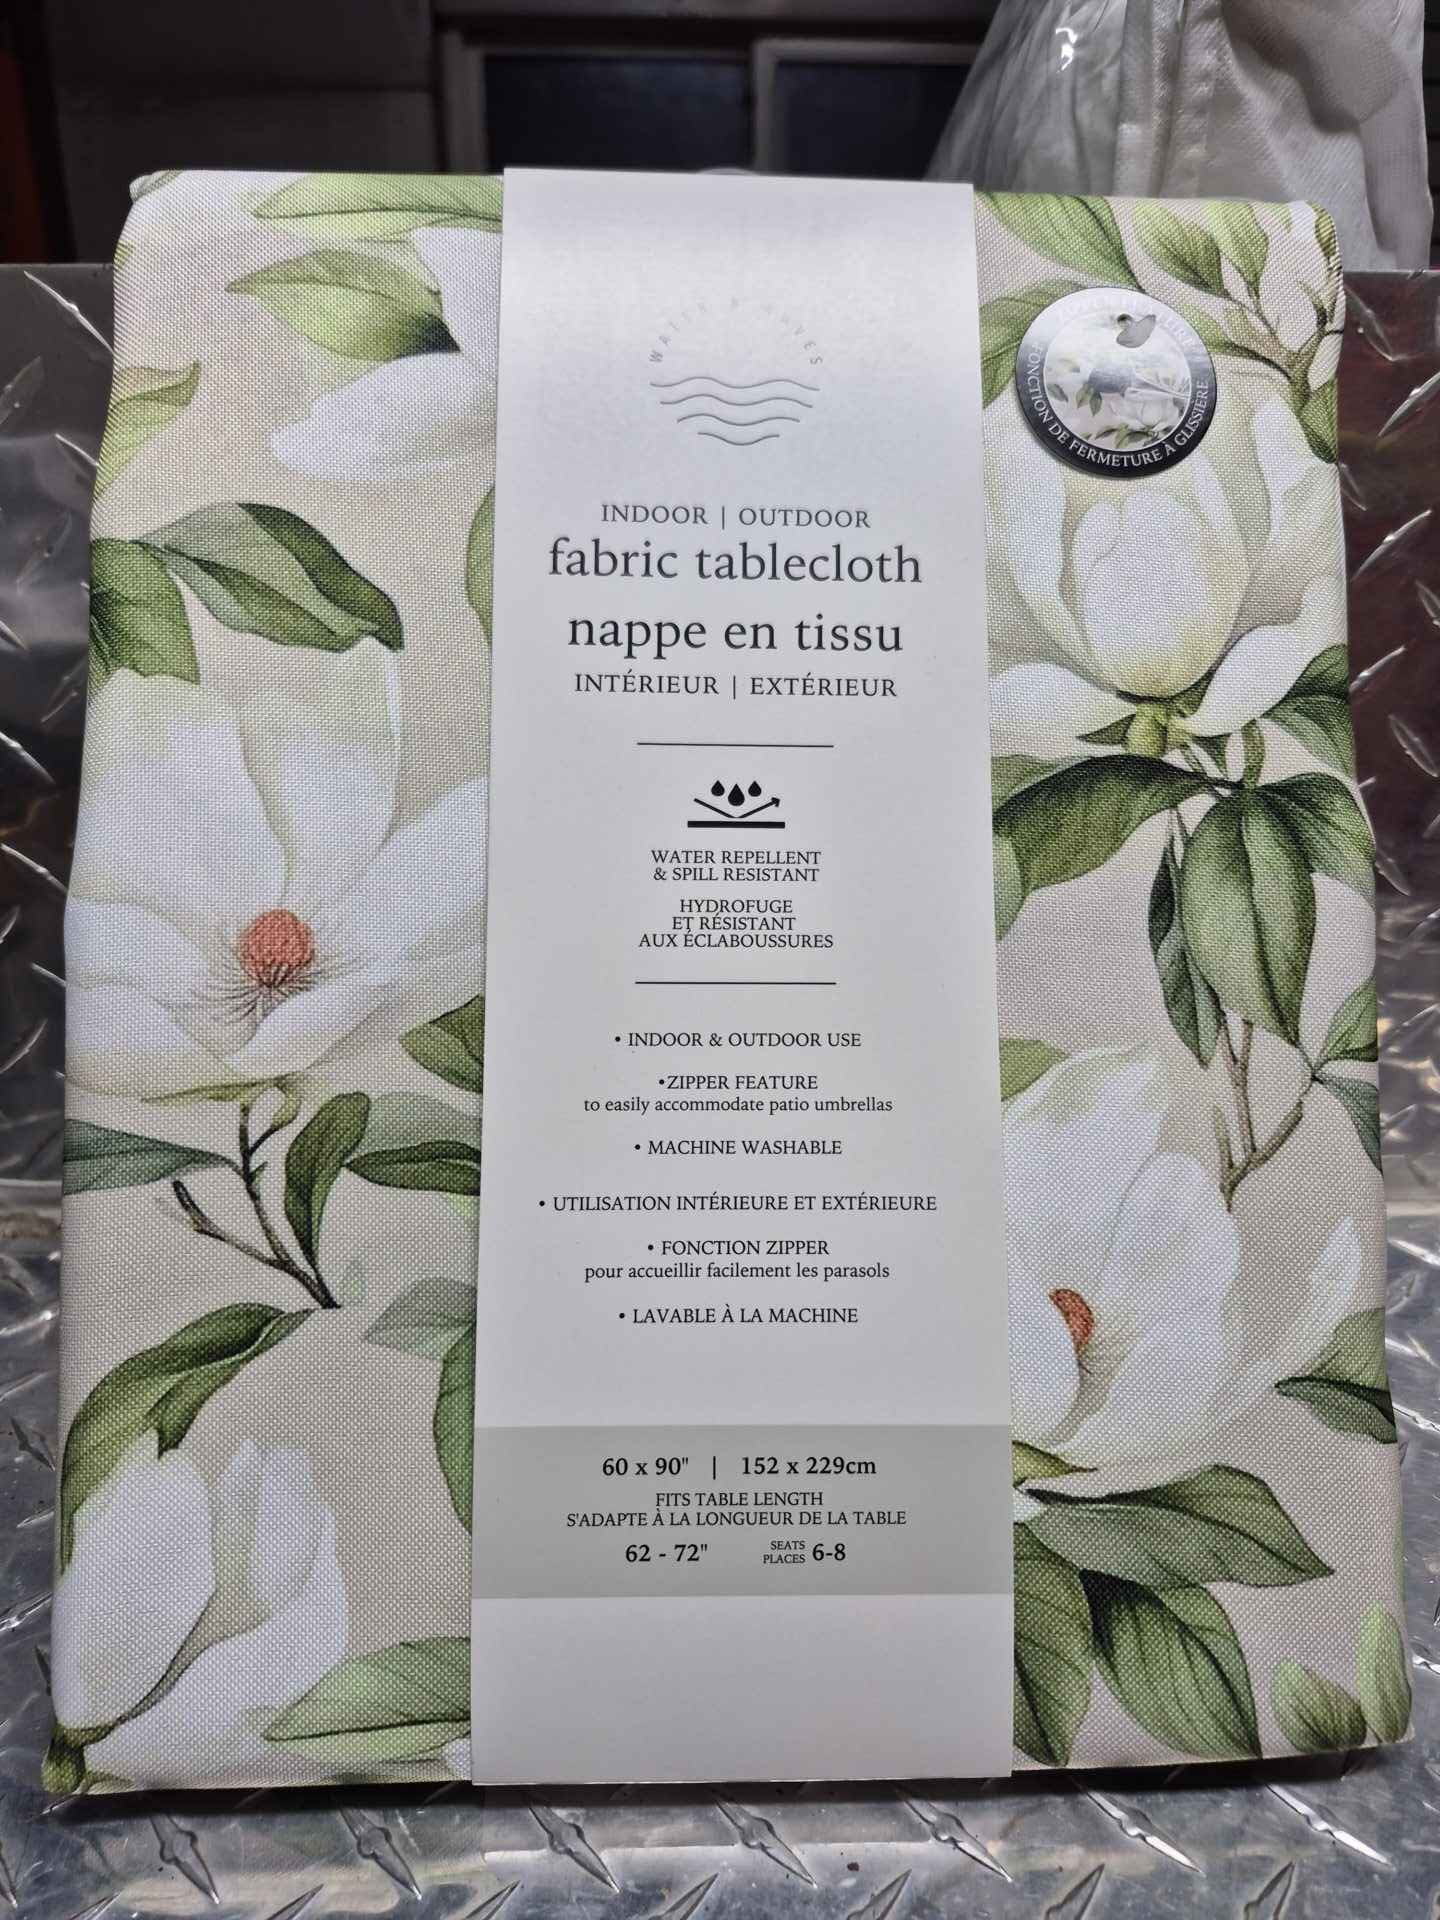 WATER & WAVES
INDOOR | OUTDOOR
fabric tablecloth
nappe en tissu
INTÉRIEUR | EXTÉRIEUR
WATER REPELLENT
& SPILL RESISTANT
HYDROFUGE
ET RÉSISTANT
AUX ÉCLABOUSSURES
• INDOOR & OUTDOOR USE
•ZIPPER FEATURE
to easily accommodate patio umbrellas
• MACHINE WASHABLE
• UTILISATION INTÉRIEURE ET EXTÉRIEURE
• FONCTION ZIPPER
pour accueillir facilement les parasols
• LAVABLE À LA MACHINE
60 x 90" | 152 x 229cm
FITS TABLE LENGTH
S'ADAPTE À LA LONGUEUR DE LA TABLE
62 - 72" SEATS
PLACES 6-8
FONCTION DE FERMETURE À GLISSIÈRE